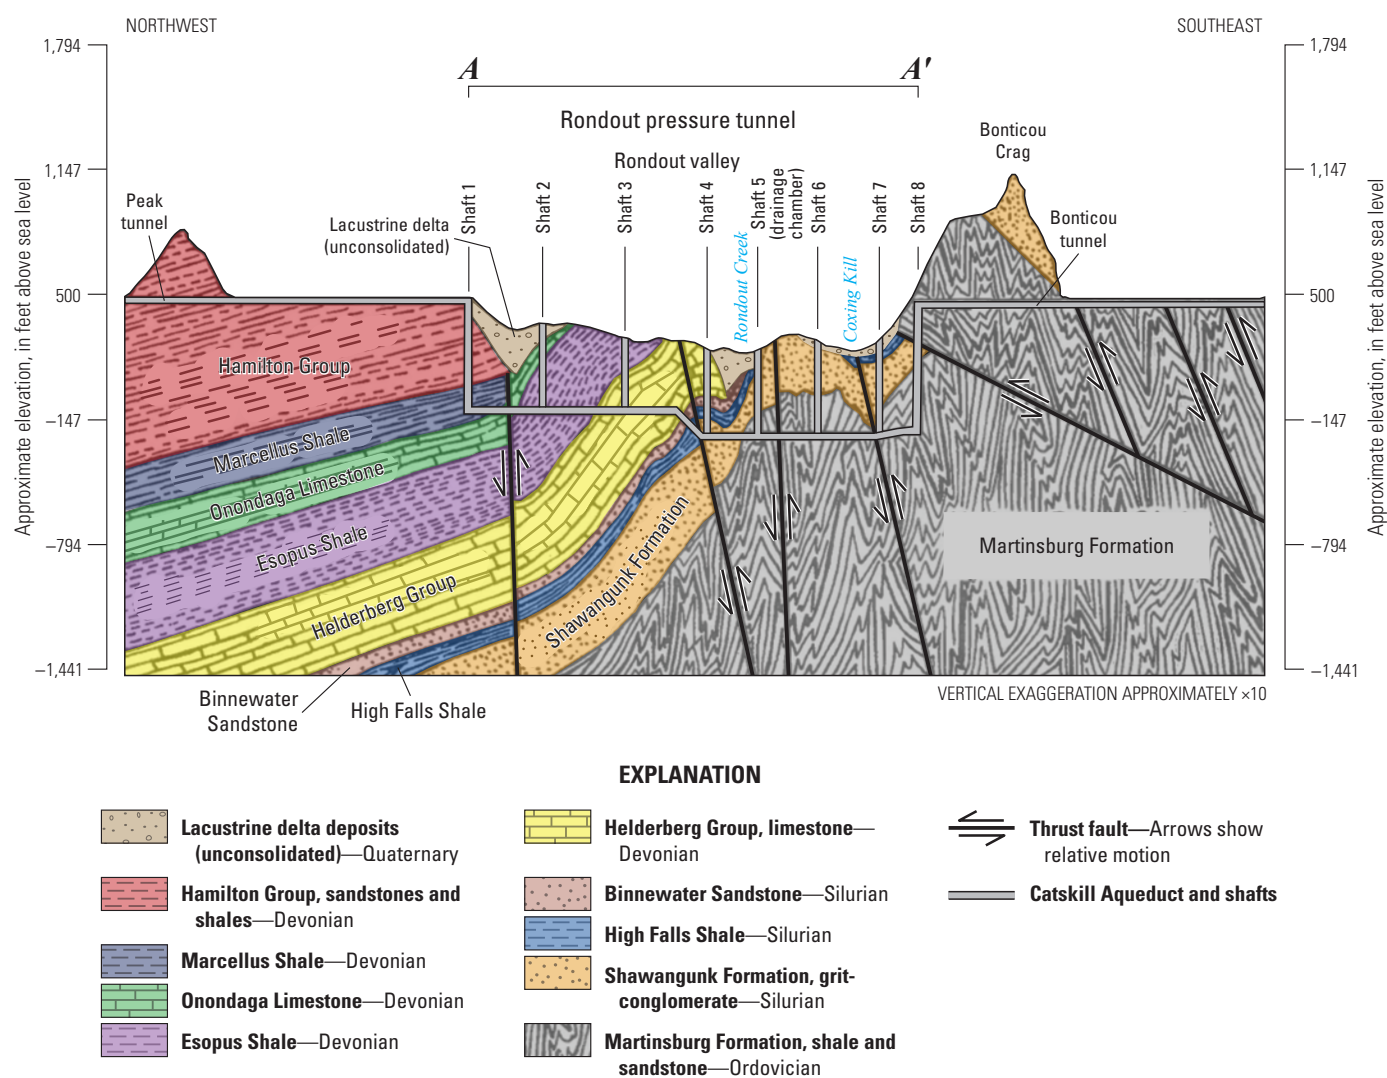 NORTHWEST
SOUTHEAST
1,794
1,794
A
A′
Rondout pressure tunnel
Rondout valley
Bonticou
Crag
1,147
1,147
Peak
tunnel
Lacustrine delta
(unconsolidated)
Shaft 1
Shaft 2
Shaft 3
Shaft 4
Rondout Creek
Shaft 5
(drainage
chamber)
Shaft 6
Coxing Kill
Shaft 7
Shaft 8
Bonticou
tunnel
Approximate elevation, in feet above sea level
Approximate elevation, in feet above sea level
500
500
Hamilton Group
−147
−147
Marcellus Shale
Onondaga Limestone
Esopus Shale
Helderberg Group
Shawangunk Formation
Martinsburg Formation
−794
−794
−1,441
−1,441
Binnewater
Sandstone
High Falls Shale
VERTICAL EXAGGERATION APPROXIMATELY ×10
EXPLANATION
Lacustrine delta deposits
(unconsolidated)—Quaternary
Hamilton Group, sandstones and
shales—Devonian
Marcellus Shale—Devonian
Onondaga Limestone—Devonian
Esopus Shale—Devonian
Helderberg Group, limestone—
Devonian
Binnewater Sandstone—Silurian
High Falls Shale—Silurian
Shawangunk Formation, grit-
conglomerate—Silurian
Martinsburg Formation, shale and
sandstone—Ordovician
Thrust fault—Arrows show
relative motion
Catskill Aqueduct and shafts